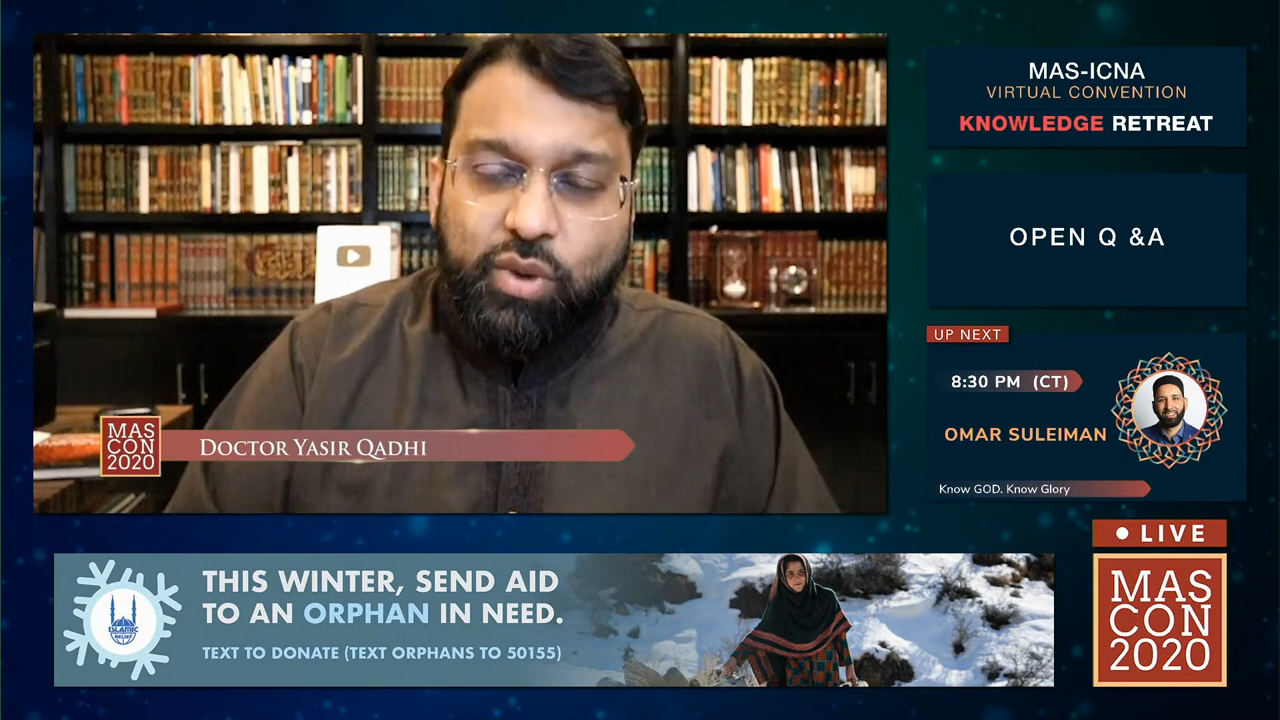 MAS-ICNA
VIRTUAL CONVENTION
KNOWLEDGE RETREAT
OPEN Q &A
UP NEXT
8:30 PM (CT)
OMAR SULEIMAN
Know GOD. Know Glory
MAS
CON
2020
DOCTOR YASIR QADHI
THIS WINTER, SEND AID
TO AN ORPHAN IN NEED.
TEXT TO DONATE (TEXT ORPHANS TO 50155)
ISLAMIC
RELIEF
LIVE
MAS
CON
2020